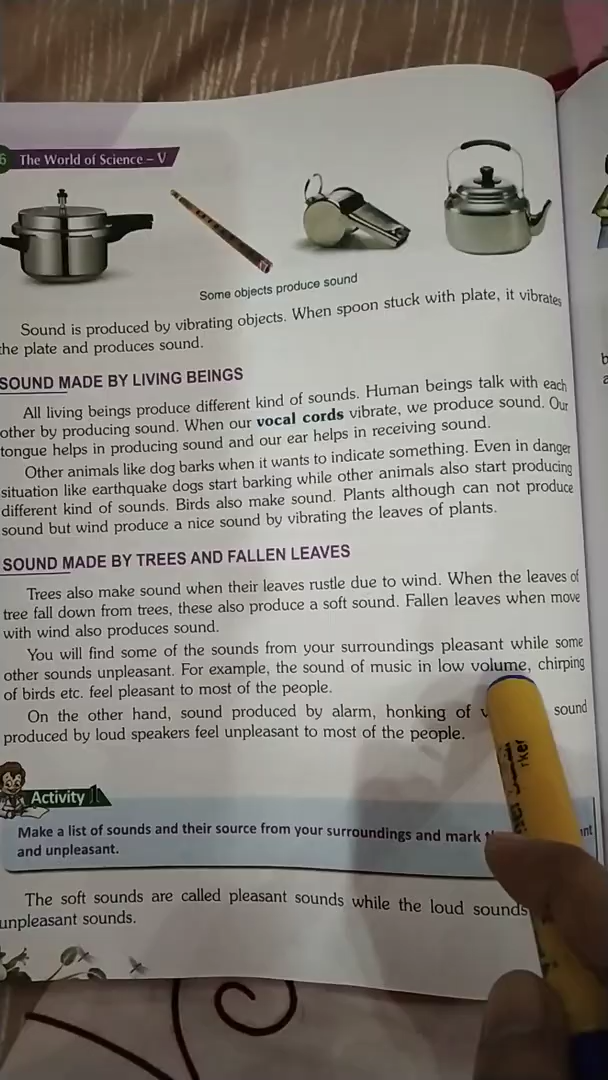 6 The World of Science – V
Some objects produce sound
Sound is produced by vibrating objects. When spoon stuck with plate, it vibrates
the plate and produces sound.
SOUND MADE BY LIVING BEINGS
All living beings produce different kind of sounds. Human beings talk with each
other by producing sound. When our vocal cords vibrate, we produce sound. Our
tongue helps in producing sound and our ear helps in receiving sound.
Other animals like dog barks when it wants to indicate something. Even in danger
situation like earthquake dogs start barking while other animals also start producing
different kind of sounds. Birds also make sound. Plants although can not produce
sound but wind produce a nice sound by vibrating the leaves of plants.
SOUND MADE BY TREES AND FALLEN LEAVES
Trees also make sound when their leaves rustle due to wind. When the leaves of
tree fall down from trees, these also produce a soft sound. Fallen leaves when move
with wind also produces sound.
You will find some of the sounds from your surroundings pleasant while some
other sounds unpleasant. For example, the sound of music in low volume, chirping
of birds etc. feel pleasant to most of the people.
On the other hand, sound produced by alarm, honking of sound
produced by loud speakers feel unpleasant to most of the people.
Activity 1
Make a list of sounds and their source from your surroundings and mark
and unpleasant.
The soft sounds are called pleasant sounds while the loud sounds
unpleasant sounds.